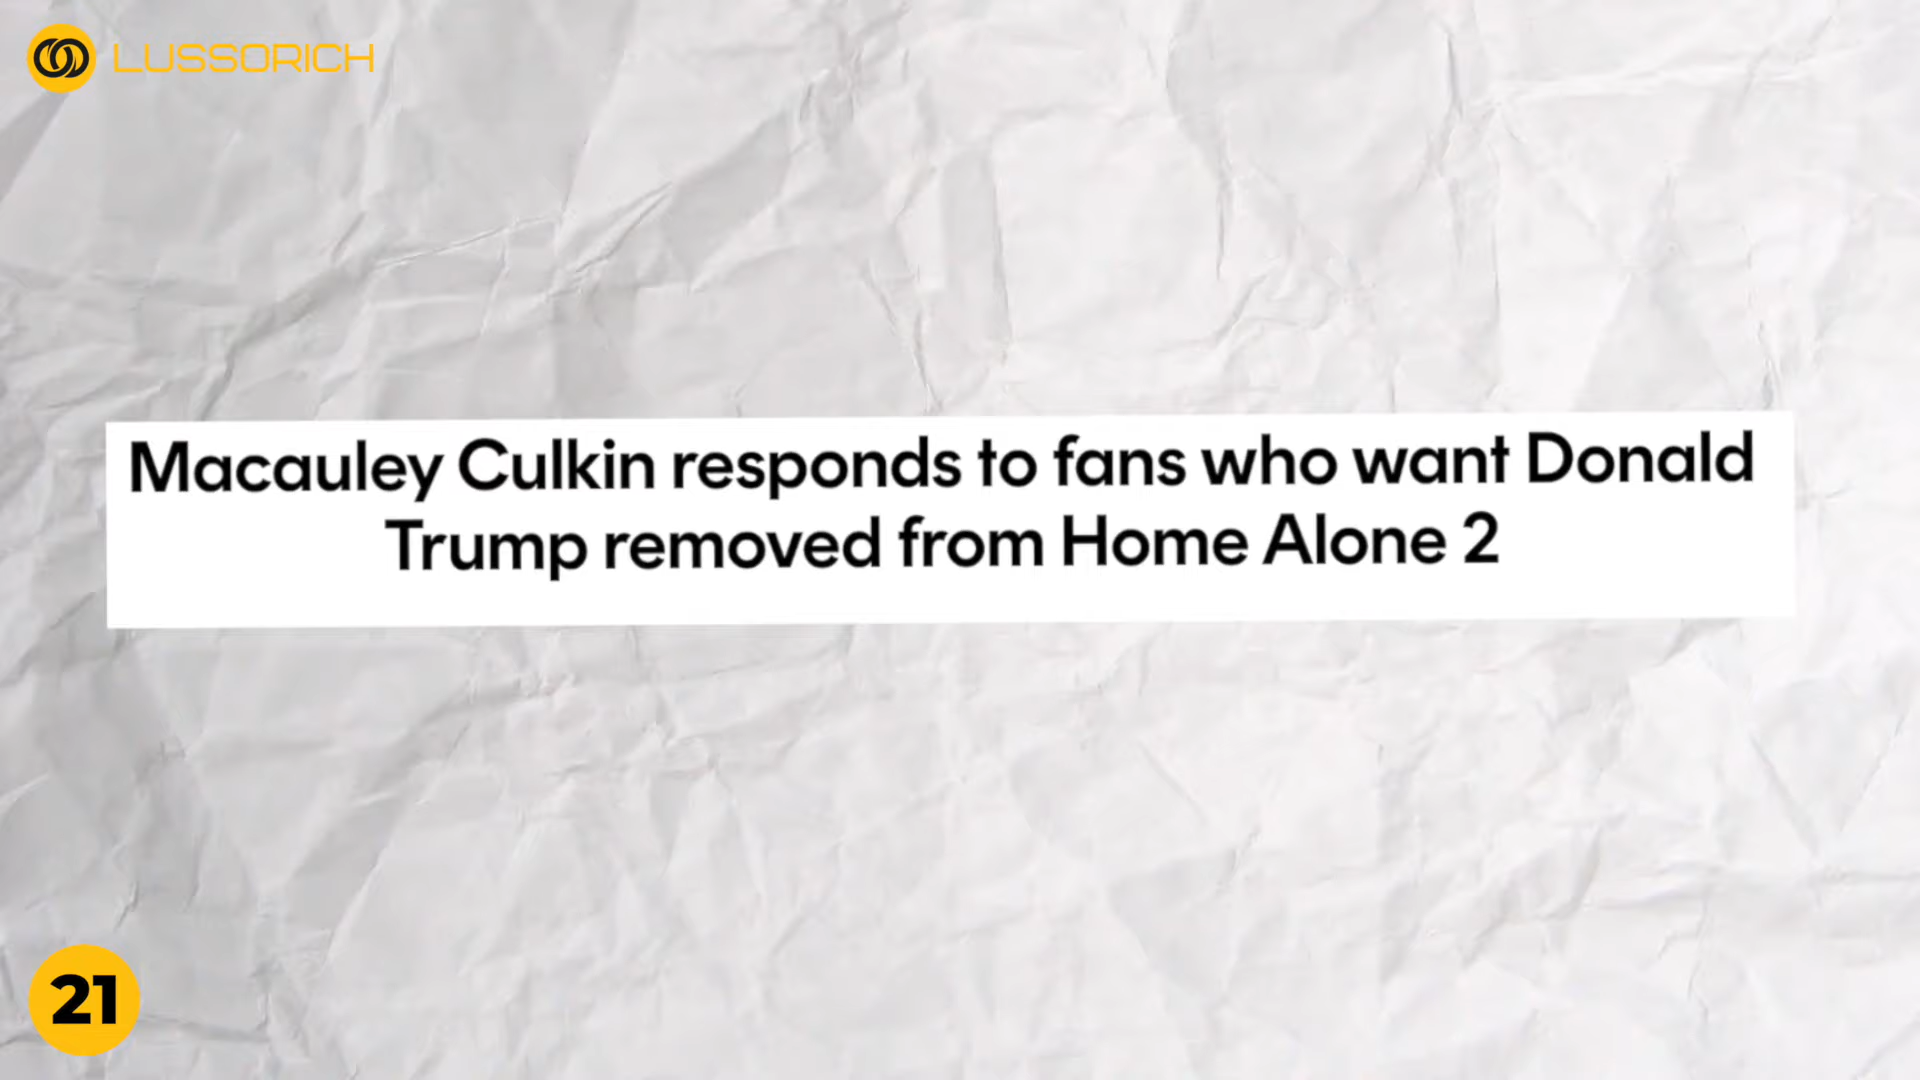 LUSSORICH
Macauley Culkin responds to fans who want Donald
Trump removed from Home Alone 2
21